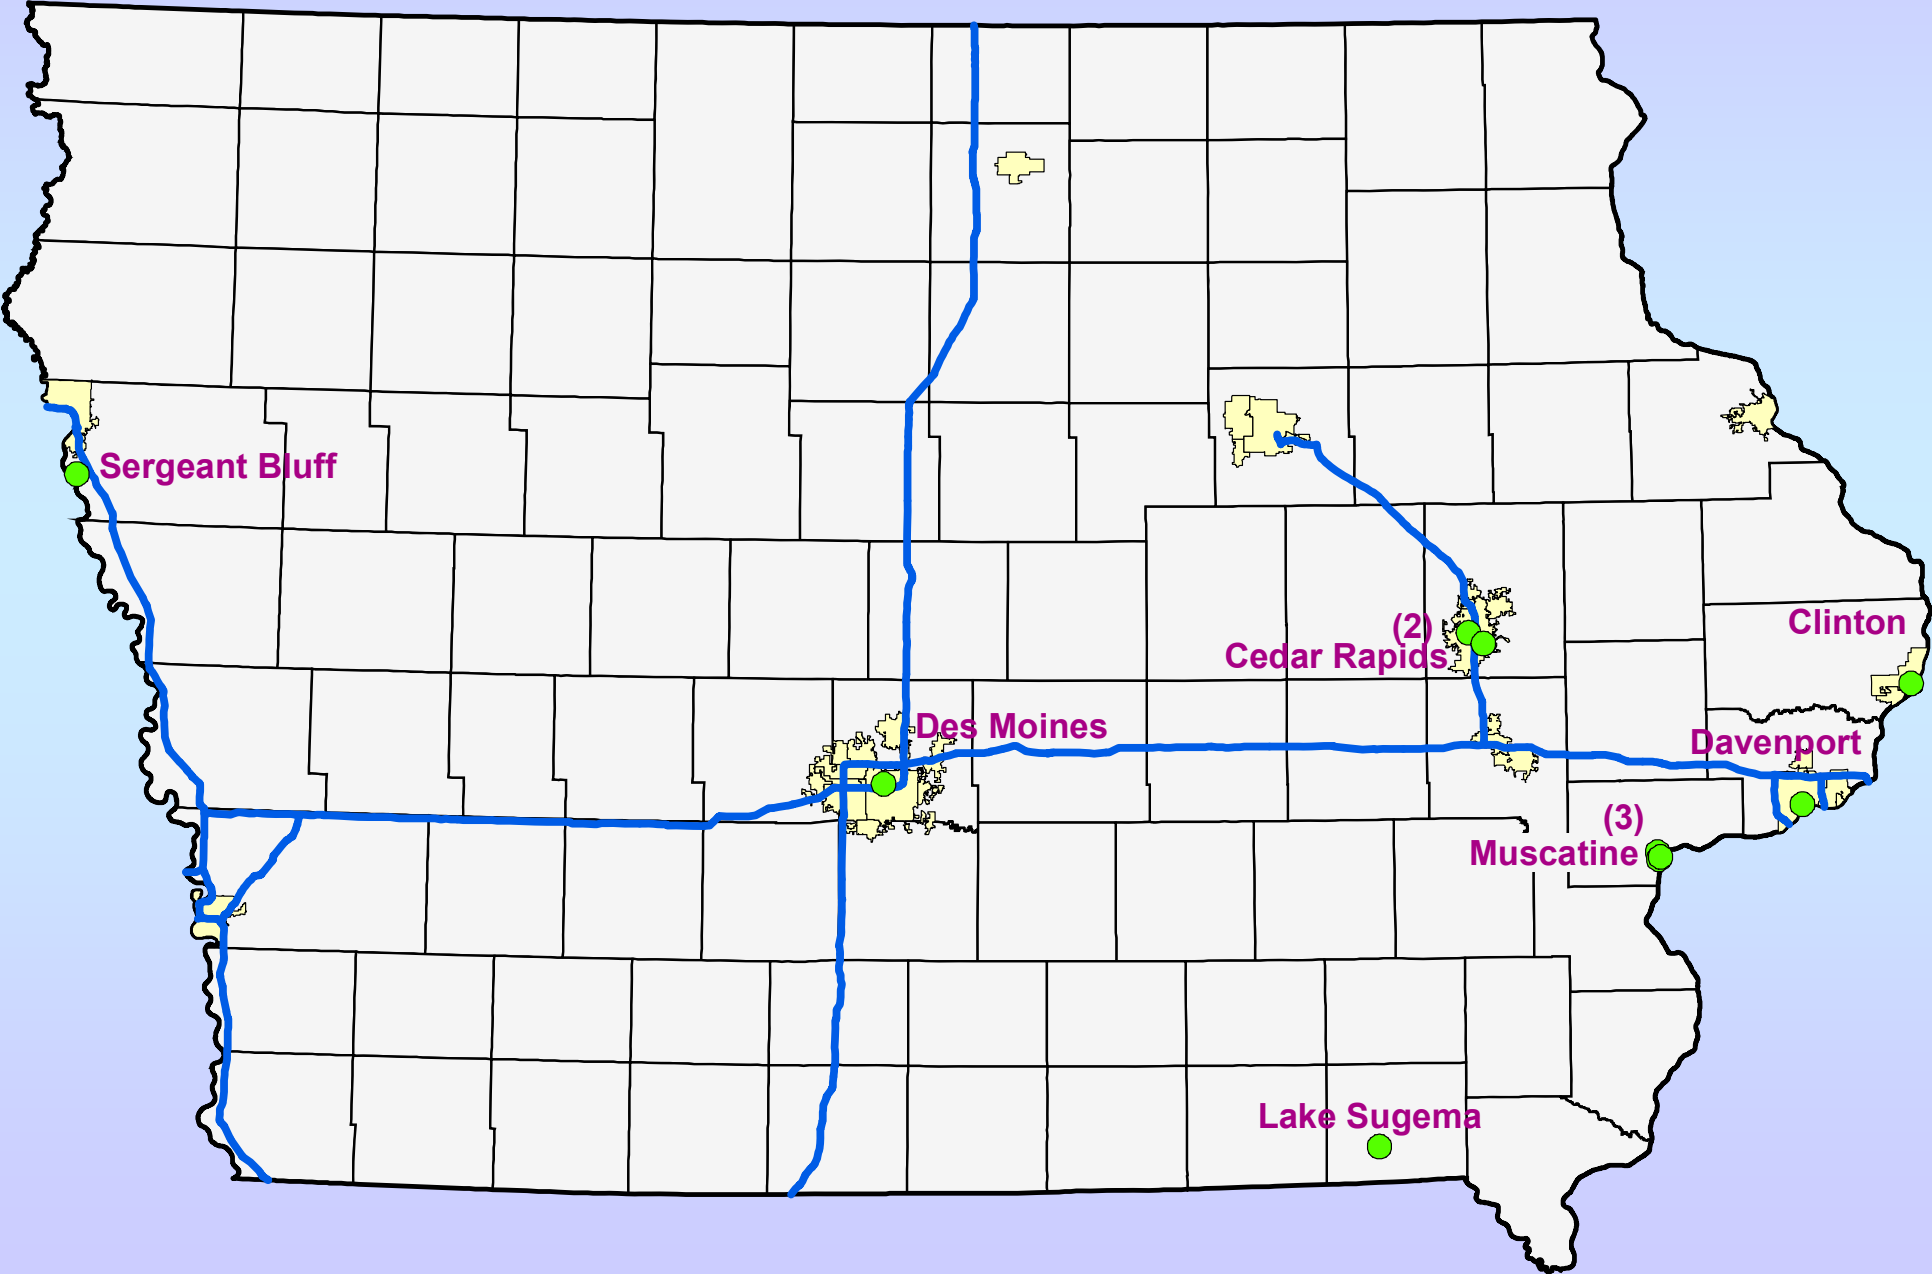 Sergeant Bluff
(2)
Cedar Rapids
Clinton
Des Moines
Davenport
(3)
Muscatine
Lake Sugema